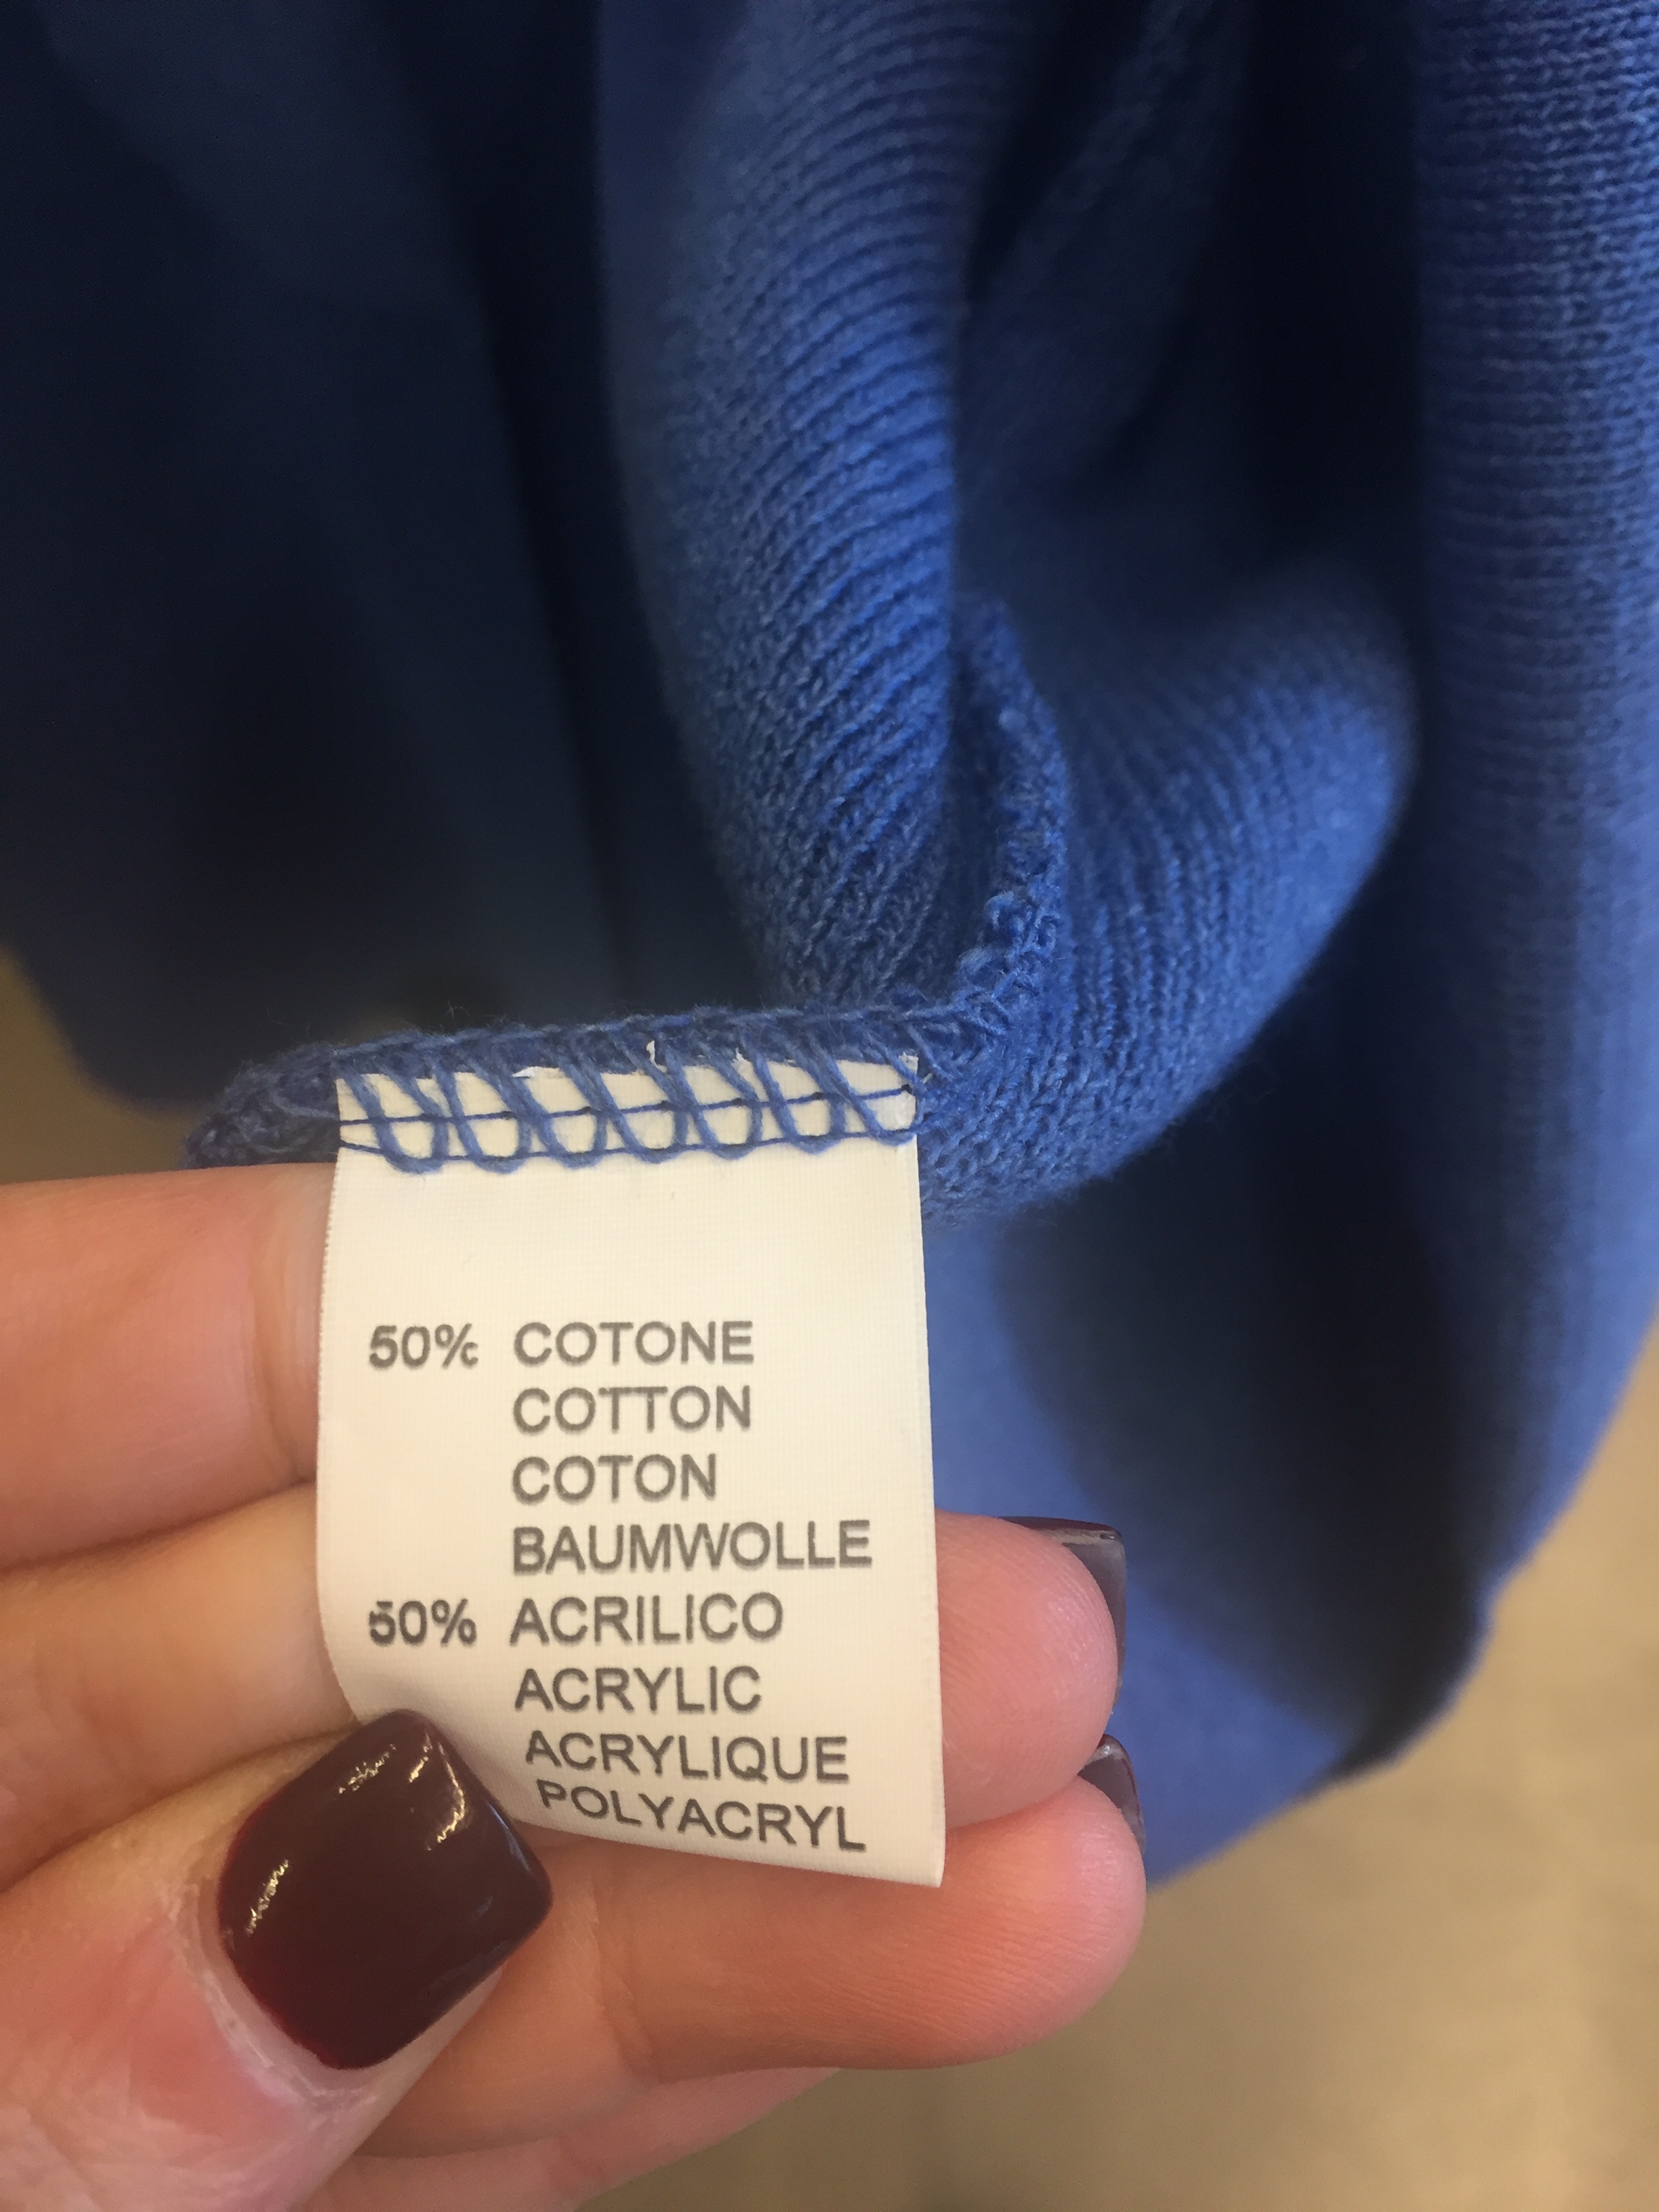 50% COTONE
COTTON
COTON
BAUMWOLLE
50% ACRILICO
ACRYLIC
ACRYLIQUE
POLYACRYL